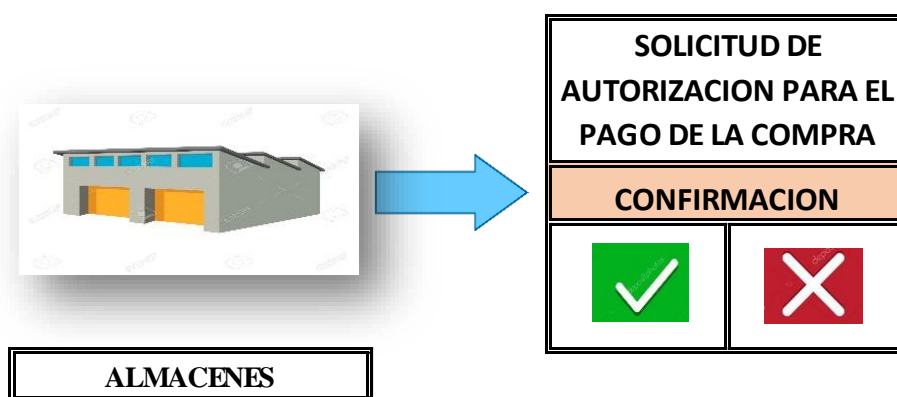 SOLICITUD DE
AUTORIZACION PARA EL
PAGO DE LA COMPRA
CONFIRMACION
ALMACENES